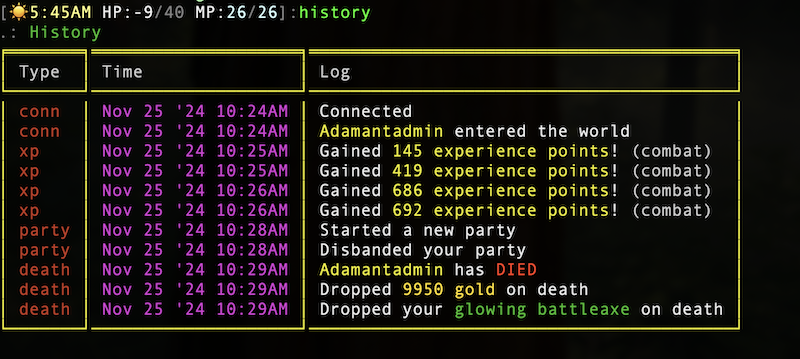 [☀️5:45AM HP:-9/40 MP:26/26]:history
.: History
Type Time Log
conn Nov 25 '24 10:24AM Connected
conn Nov 25 '24 10:24AM Adamantadmin entered the world
xp Nov 25 '24 10:25AM Gained 145 experience points! (combat)
xp Nov 25 '24 10:25AM Gained 419 experience points! (combat)
xp Nov 25 '24 10:26AM Gained 686 experience points! (combat)
xp Nov 25 '24 10:26AM Gained 692 experience points! (combat)
party Nov 25 '24 10:28AM Started a new party
party Nov 25 '24 10:28AM Disbanded your party
death Nov 25 '24 10:29AM Adamantadmin has DIED
death Nov 25 '24 10:29AM Dropped 9950 gold on death
death Nov 25 '24 10:29AM Dropped your glowing battleaxe on death